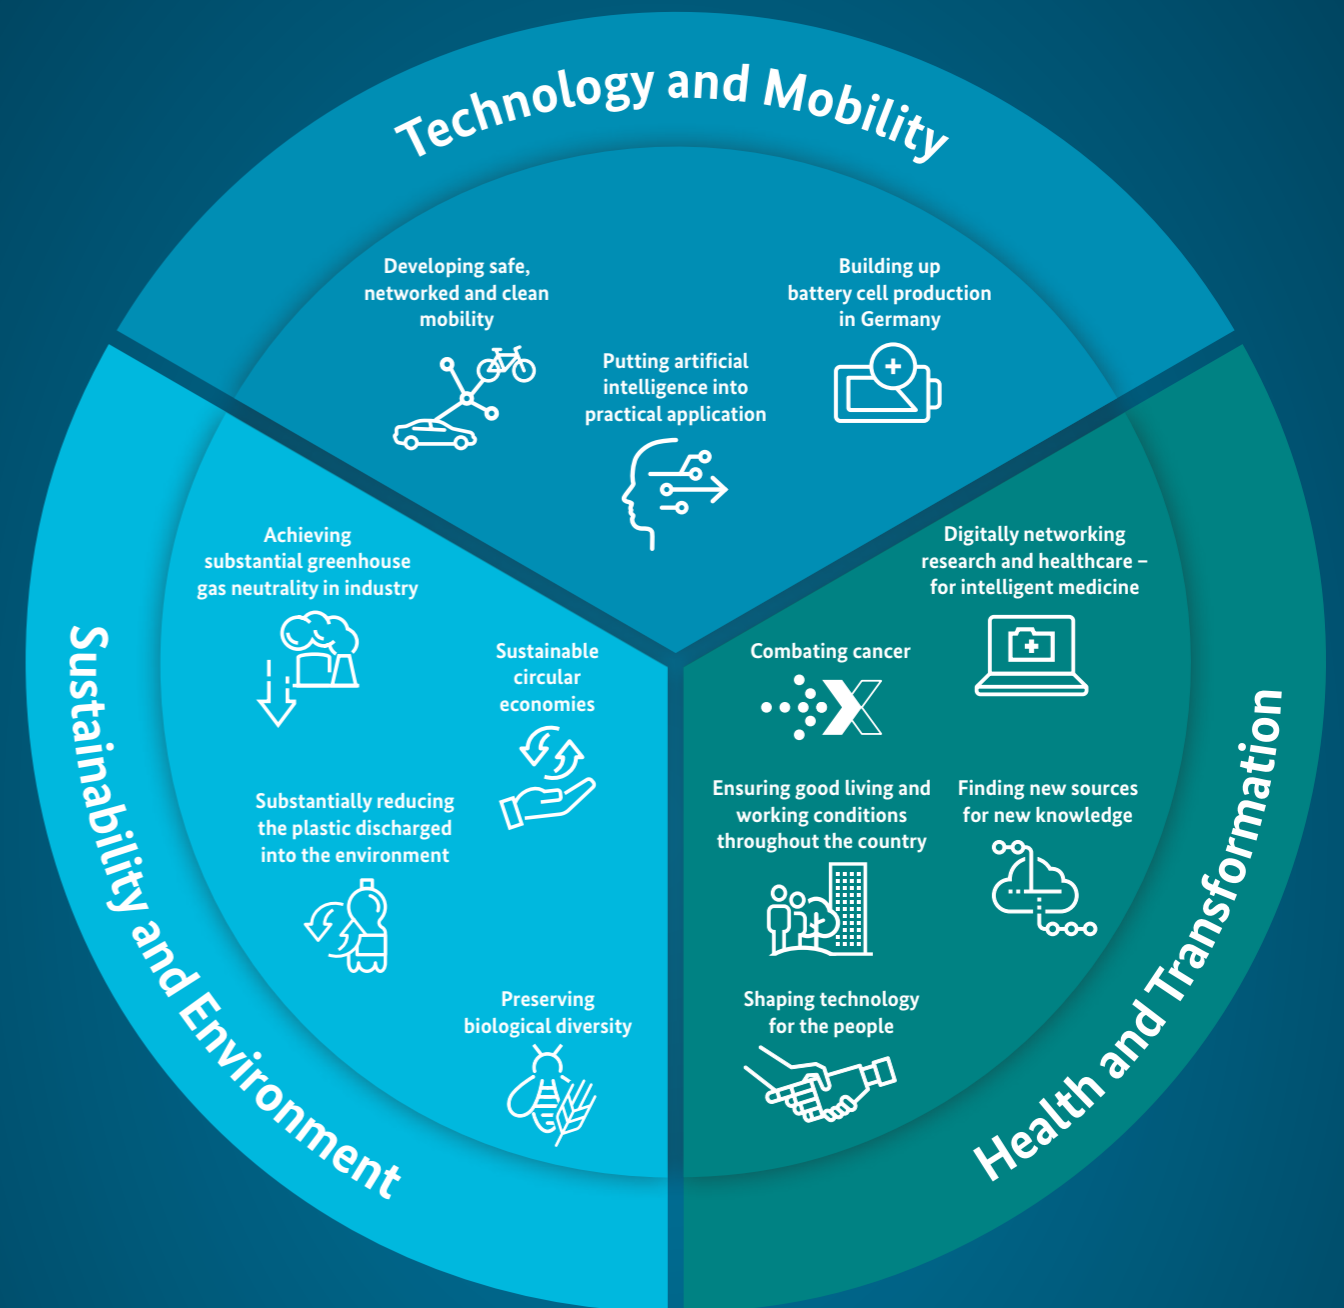 Technology and Mobility
Developing safe,
networked and clean
mobility
Putting artificial
intelligence into
practical application
Building up
battery cell production
in Germany
Sustainability and Environment
Achieving
substantial greenhouse
gas neutrality in industry
Sustainable
circular
economies
Substantially reducing
the plastic discharged
into the environment
Preserving
biological diversity
Health and Transformation
Digitally networking
research and healthcare –
for intelligent medicine
Combating cancer
Ensuring good living and
working conditions
throughout the country
Finding new sources
for new knowledge
Shaping technology
for the people